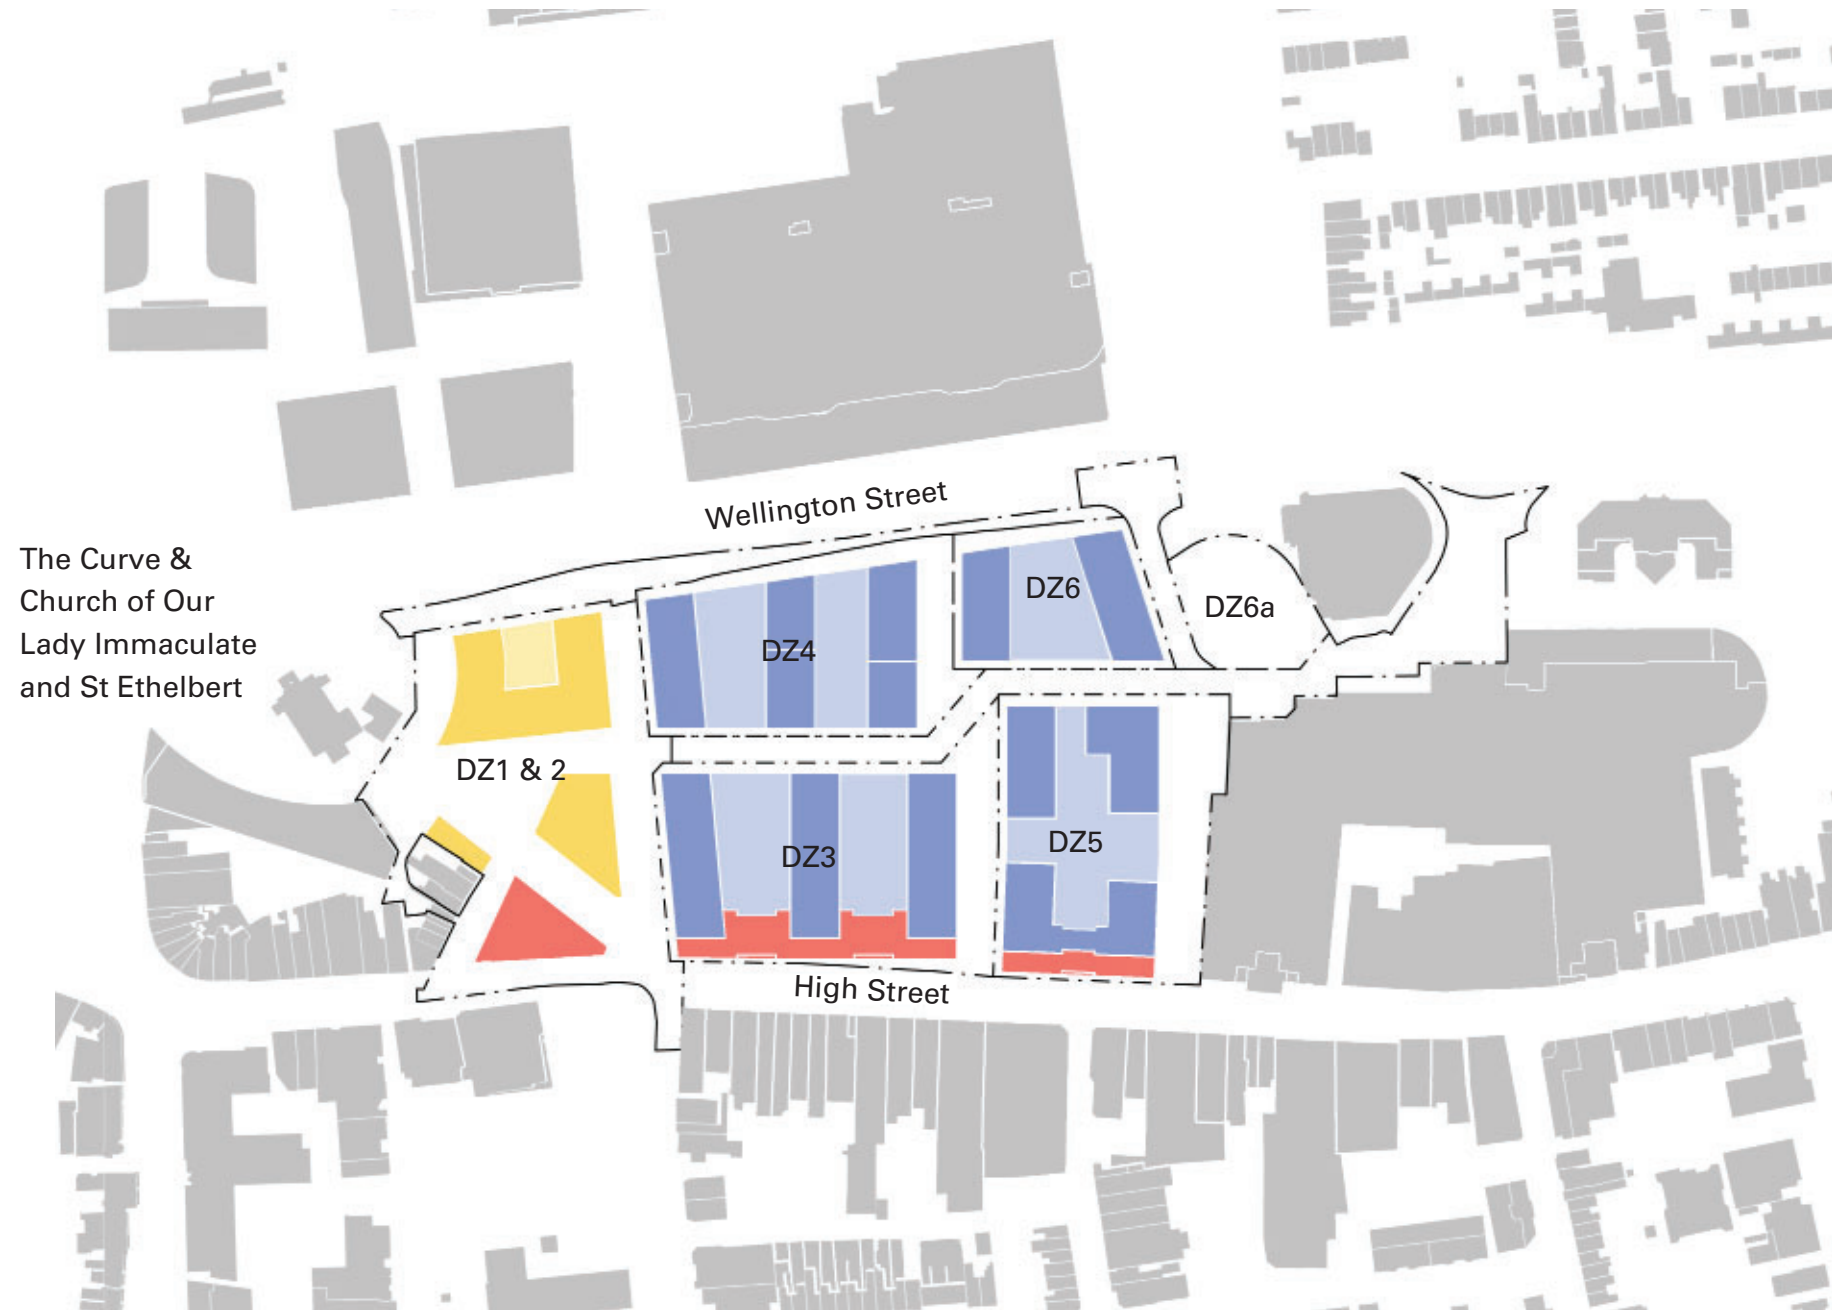 Wellington Street
The Curve &
Church of Our
Lady Immaculate
and St Ethelbert
DZ6
DZ6a
DZ4
DZ1 & 2
DZ5
DZ3
High Street